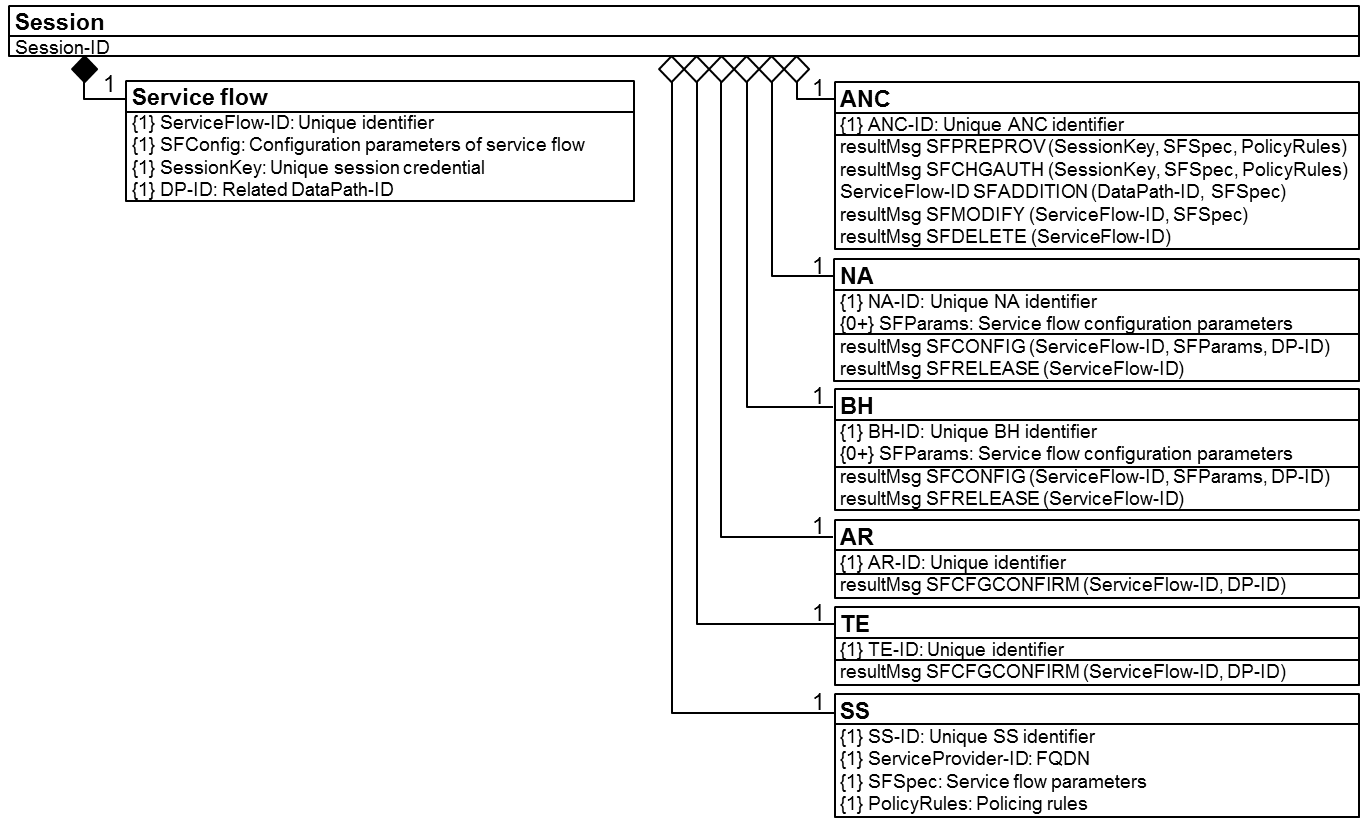 Session
Session-ID
1
Service flow
{1} ServiceFlow-ID: Unique identifier
{1} SFConfig: Configuration parameters of service flow
{1} SessionKey: Unique session credential
{1} DP-ID: Related DataPath-ID
1
ANC
{1} ANC-ID: Unique ANC identifier
resultMsg SFPREPROV (SessionKey, SFSpec, PolicyRules)
resultMsg SFCHGAUTH (SessionKey, SFSpec, PolicyRules)
ServiceFlow-ID SFADDITION (DataPath-ID, SFSpec)
resultMsg SFMODIFY (ServiceFlow-ID, SFSpec)
resultMsg SFDELETE (ServiceFlow-ID)
1
NA
{1} NA-ID: Unique NA identifier
{0+} SFParams: Service flow configuration parameters
resultMsg SFCONFIG (ServiceFlow-ID, SFParams, DP-ID)
resultMsg SFRELEASE (ServiceFlow-ID)
1
BH
{1} BH-ID: Unique BH identifier
{0+} SFParams: Service flow configuration parameters
resultMsg SFCONFIG (ServiceFlow-ID, SFParams, DP-ID)
resultMsg SFRELEASE (ServiceFlow-ID)
1
AR
{1} AR-ID: Unique identifier
resultMsg SFCFGCONFIRM (ServiceFlow-ID, DP-ID)
1
TE
{1} TE-ID: Unique identifier
resultMsg SFCFGCONFIRM (ServiceFlow-ID, DP-ID)
1
SS
{1} SS-ID: Unique SS identifier
{1} ServiceProvider-ID: FQDN
{1} SFSpec: Service flow parameters
{1} PolicyRules: Policing rules